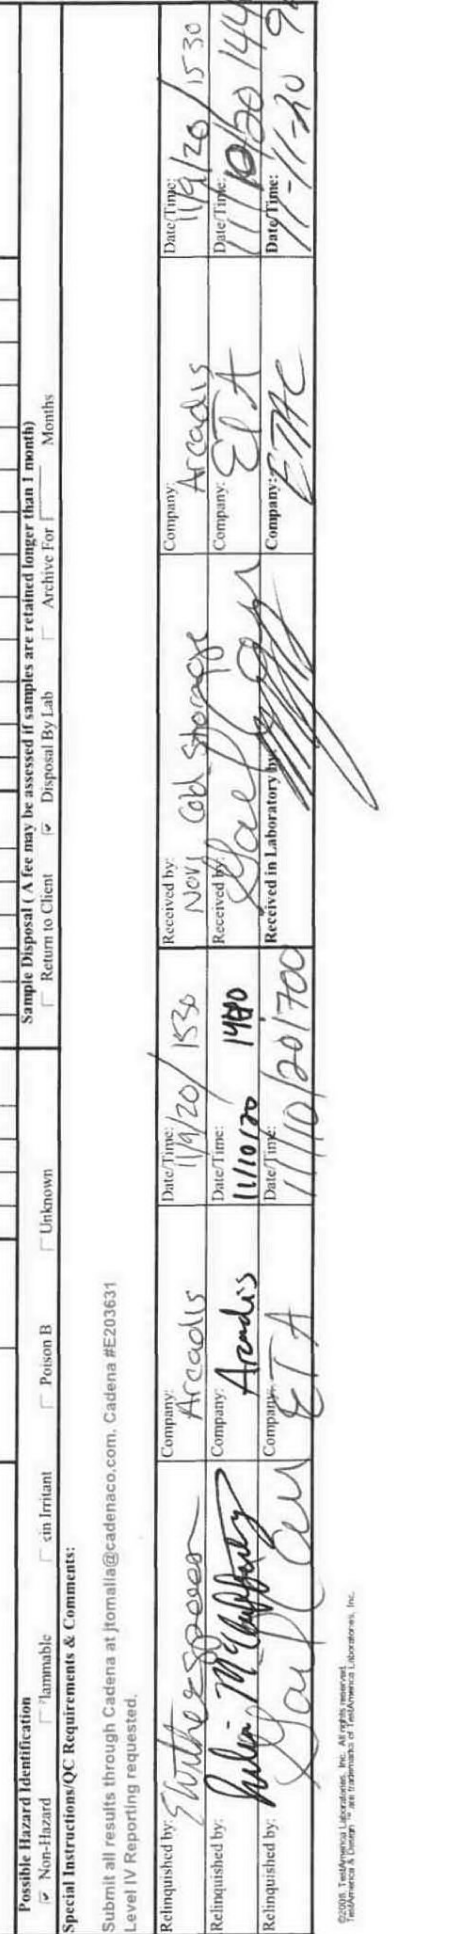 Possible Hazard Identification
Non-Hazard lammable cin Irritant Poison B Unknown
Sample Disposal ( A fee may be assessed if samples are retained longer than 1 month)
Return to Client Disposal By Lab Archive For Months
Special Instructions/QC Requirements & Comments:
Submit all results through Cadena at jtomalia@cadenaco.com. Cadena #E203631
Level IV Reporting requested.
Relinquished by: Company: Arcadis Date/Time: 11/9/20/ 1530 Received by: Novi Cold Storage Company: Arcadis Date/Time: 11/9/20/ 1530
Relinquished by: Company: Arcadis Date/Time: 11/10/20 Received by: Company: ETA Date/Time: 11/10/20 144
Relinquished by: Company: ETA Date/Time: 11/10/20/1700 Received in Laboratory by: Company: ETAC Date/Time: 11-11-20
©2008, TestAmerica Laboratories, Inc. All rights reserved.
TestAmerica & Design ™ are trademarks of TestAmerica Laboratories, Inc.